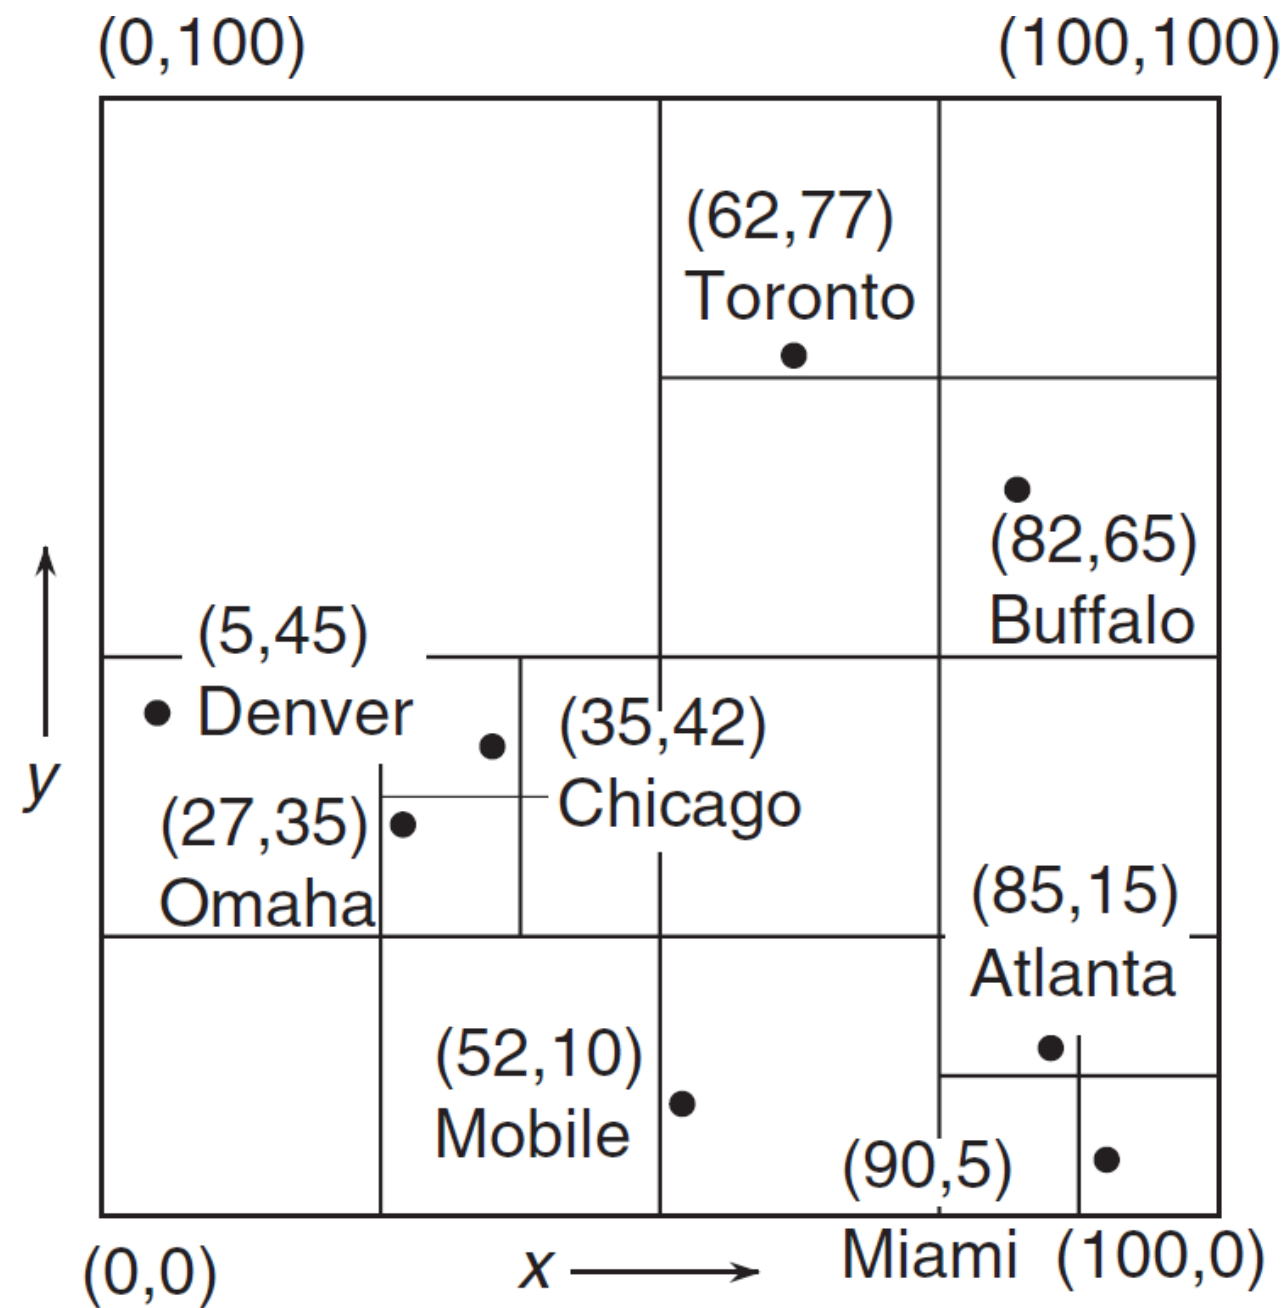 (0,100)
(100,100)
(62,77)
Toronto
(82,65)
Buffalo
(5,45)
Denver
(35,42)
Chicago
y
(27,35)
Omaha
(85,15)
Atlanta
(52,10)
Mobile
(90,5)
Miami
(0,0)
x
(100,0)